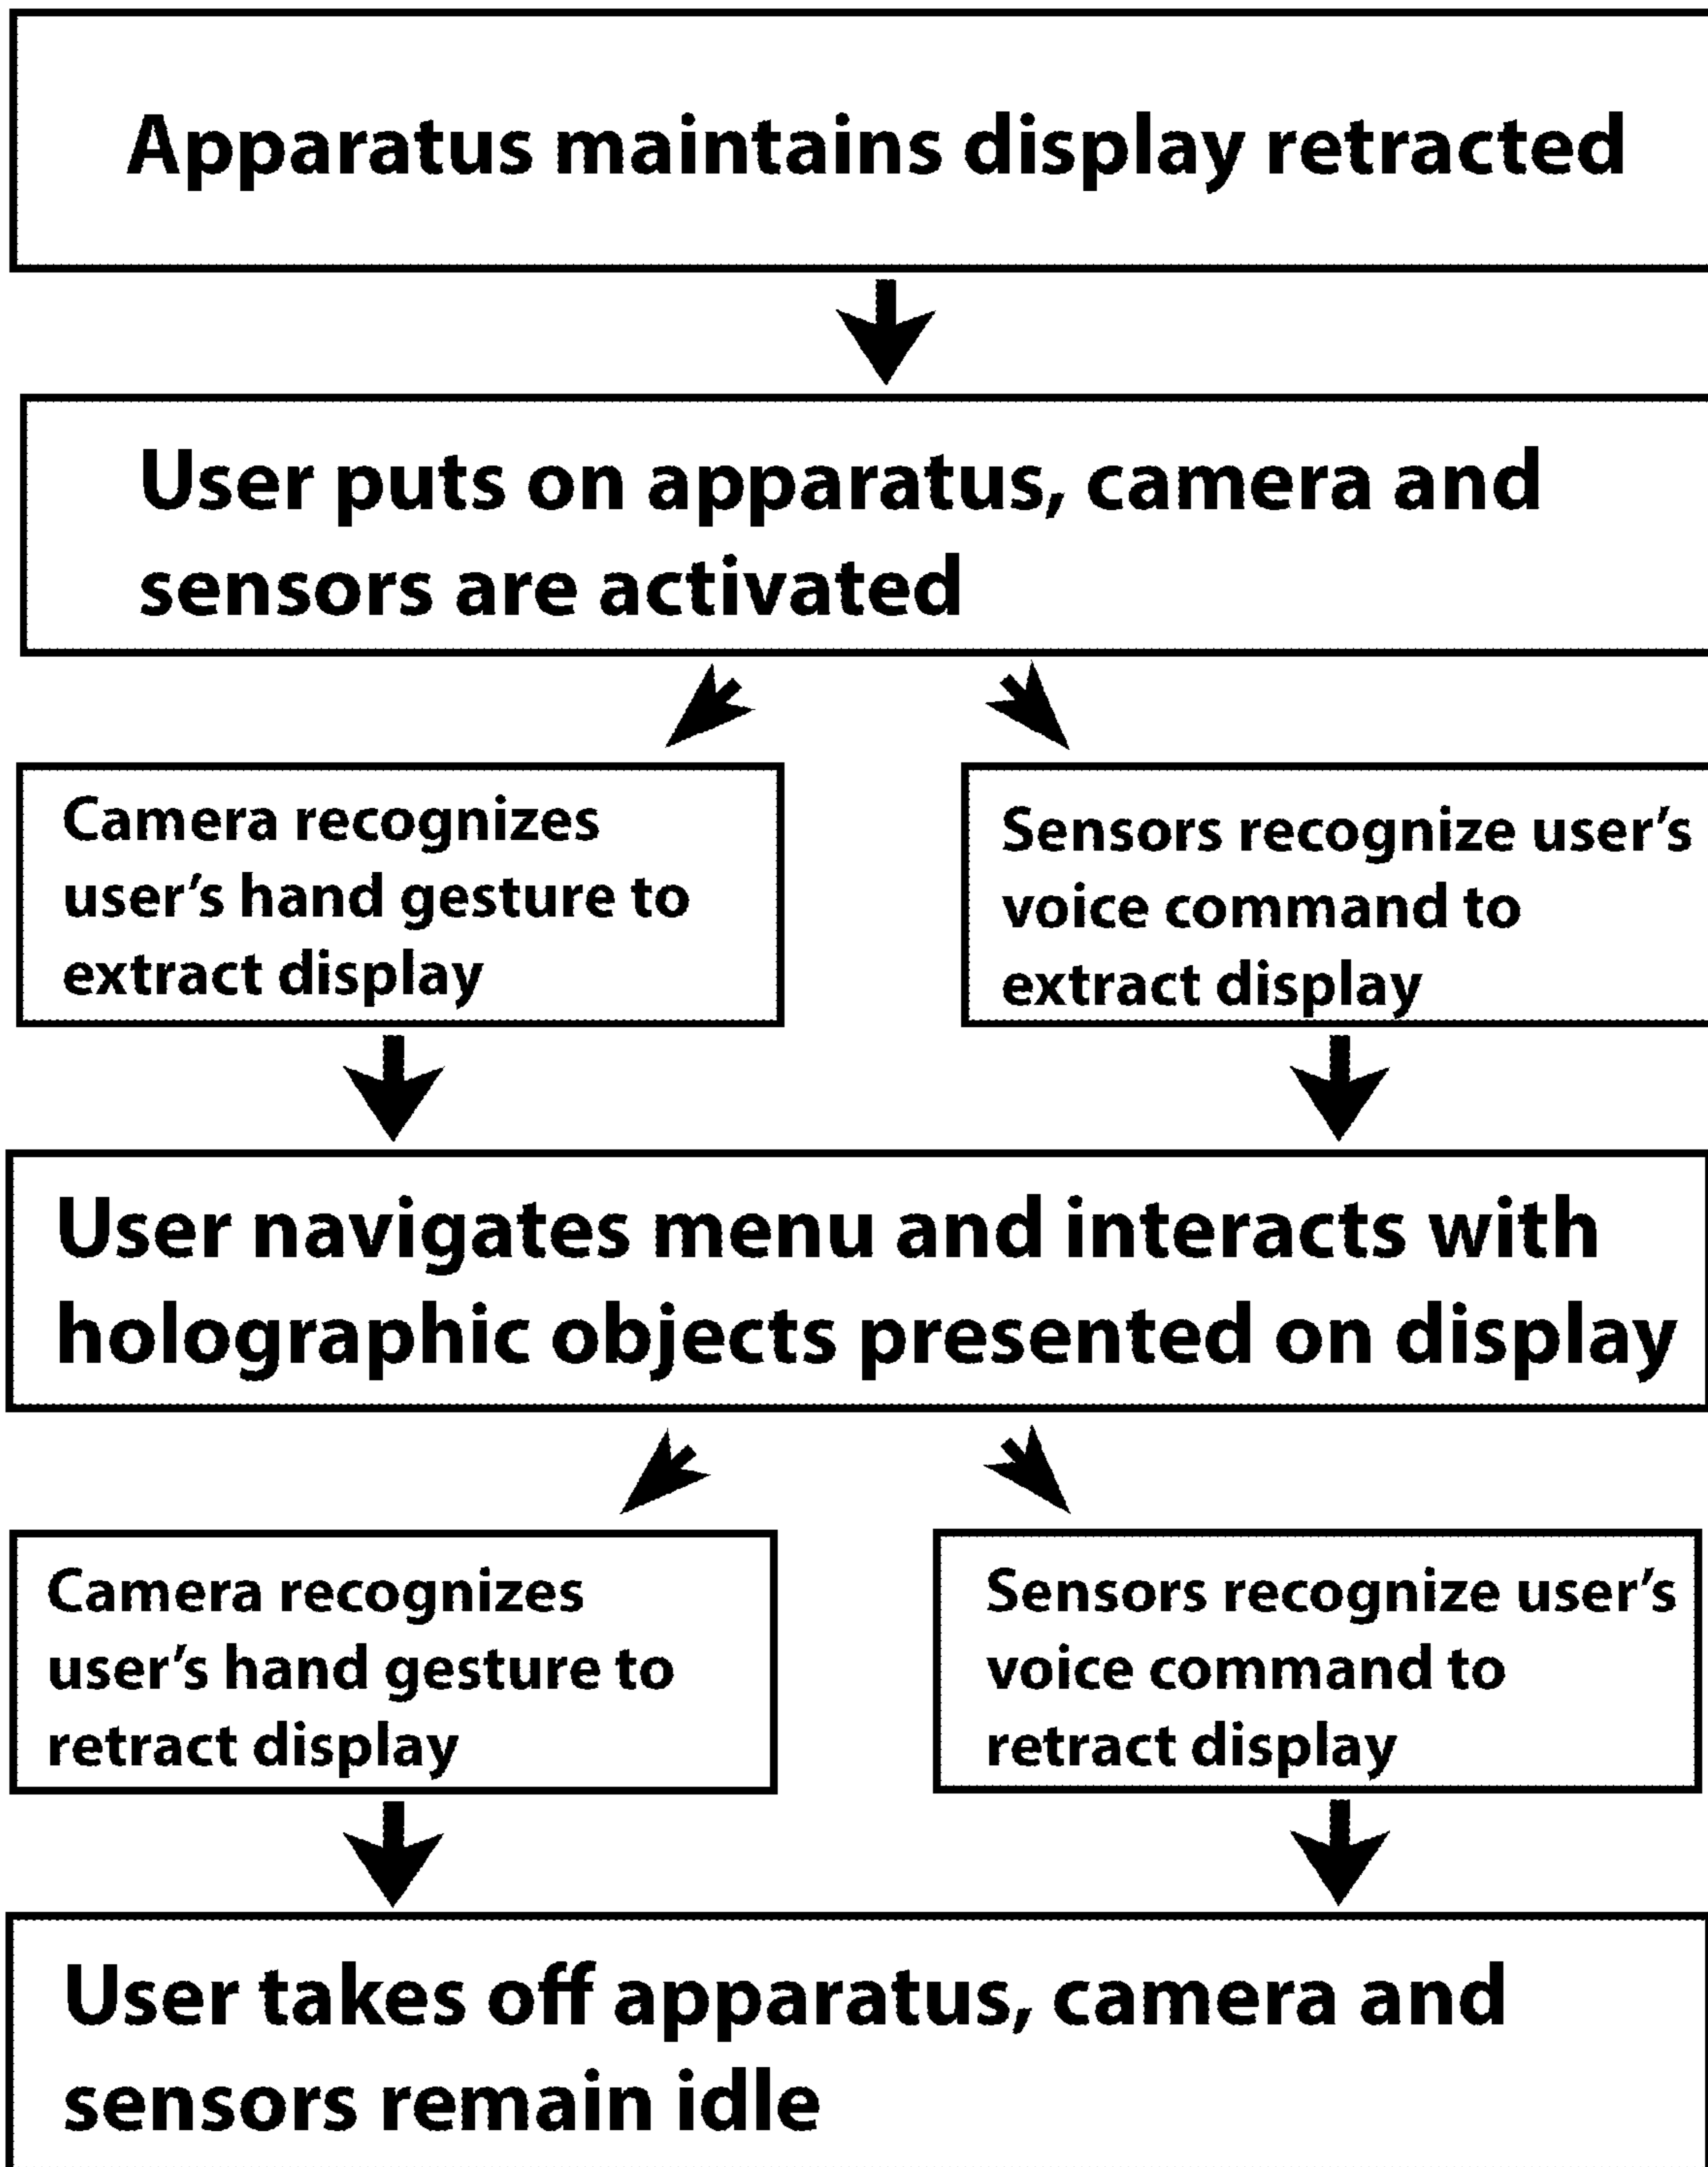 Apparatus maintains display retracted
User puts on apparatus, camera and
sensors are activated
Camera recognizes
user’s hand gesture to
extract display
Sensors recognize user’s
voice command to
extract display
User navigates menu and interacts with
holographic objects presented on display
Camera recognizes
user’s hand gesture to
retract display
Sensors recognize user’s
voice command to
retract display
User takes off apparatus, camera and
sensors remain idle